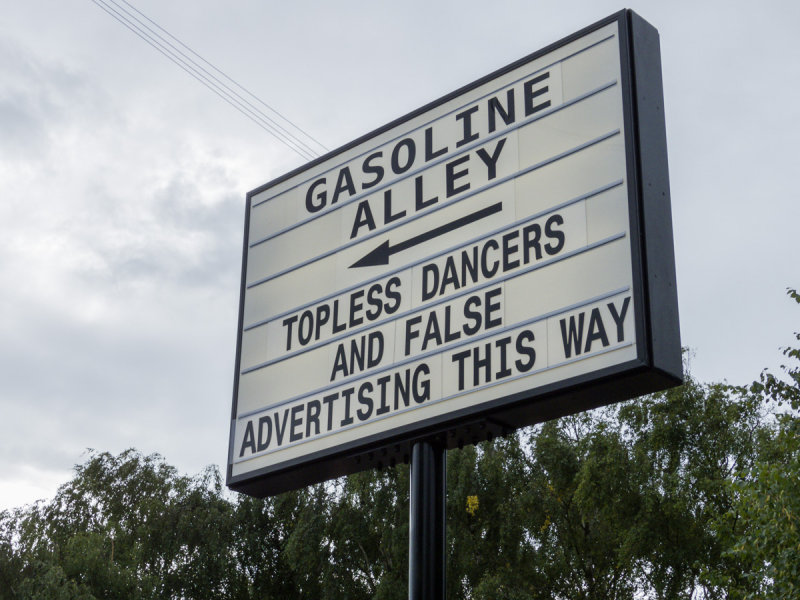 GASOLINE
ALLEY
TOPLESS DANCERS
AND FALSE
ADVERTISING THIS WAY